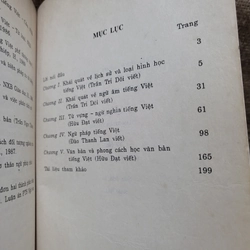 MỤC LỤC
Trang
Lời nói đầu 3
Chương I. Khái quát về lịch sử và loại hình học
tiếng Việt (Trần Trí Dõi viết) 5
Chương II. Khái quát về ngữ âm tiếng Việt
(Trần Trí Dõi viết) 31
Chương III. Từ vựng - ngữ nghĩa tiếng Việt
(Hữu Đạt viết) 61
Chương IV. Ngữ pháp tiếng Việt
(Đào Thanh Lan viết) 98
Chương V. Văn bản và phong cách học văn bản
tiếng Việt (Hữu Đạt viết) 165
Tài liệu tham khảo 199